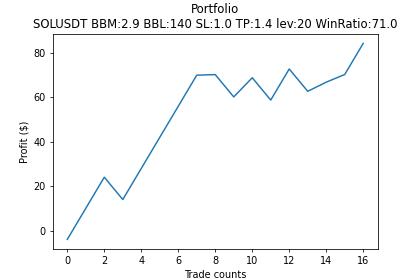 Portfolio
SOLUSDT BBM:2.9 BBL:140 SL:1.0 TP:1.4 lev:20 WinRatio:71.0
80
60
40
20
0
Profit ($)
0 2 4 6 8 10 12 14 16
Trade counts